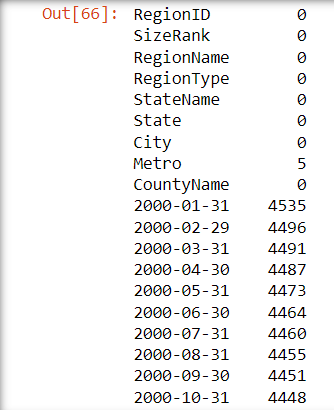 Out[66]: RegionID 0
SizeRank 0
RegionName 0
RegionType 0
StateName 0
State 0
City 0
Metro 5
CountyName 0
2000-01-31 4535
2000-02-29 4496
2000-03-31 4491
2000-04-30 4487
2000-05-31 4473
2000-06-30 4464
2000-07-31 4460
2000-08-31 4455
2000-09-30 4451
2000-10-31 4448